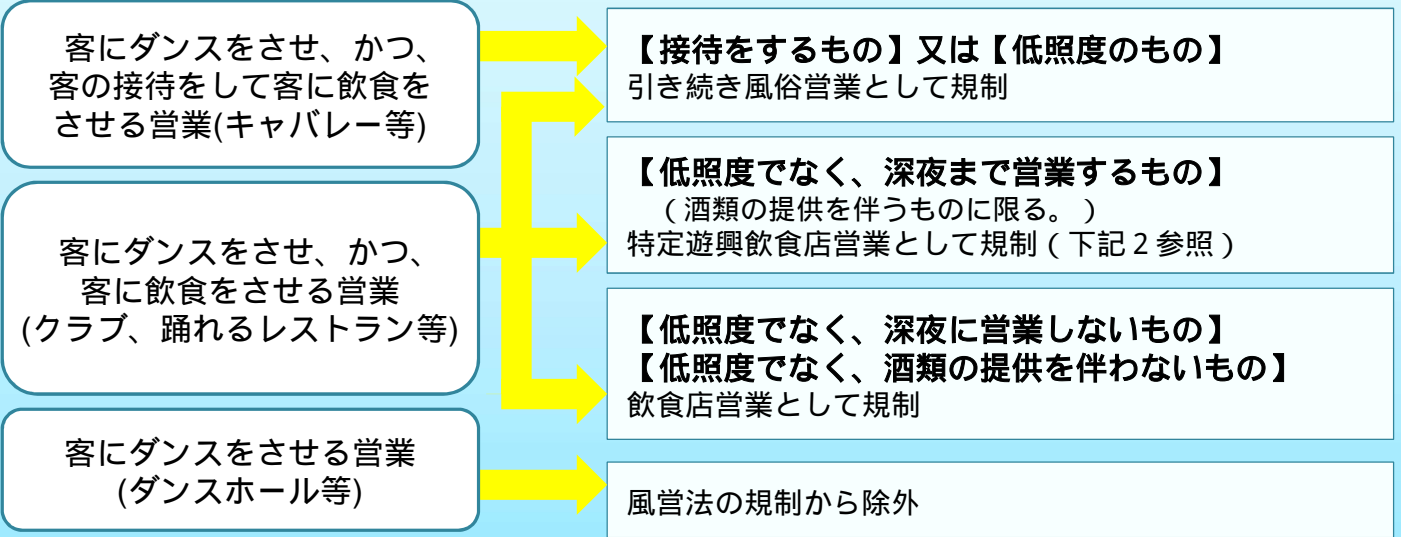 客にダンスをさせ、かつ、
客の接待をして客に飲食を
させる営業(キャバレー等)
客にダンスをさせ、かつ、
客に飲食をさせる営業
(クラブ、踊れるレストラン等)
客にダンスをさせる営業
(ダンスホール等)
【接待をするもの】又は【低照度のもの】
引き続き風俗営業として規制
【低照度でなく、深夜まで営業するもの】
（酒類の提供を伴うものに限る。）
特定遊興飲食店営業として規制（下記２参照）
【低照度でなく、深夜に営業しないもの】
【低照度でなく、酒類の提供を伴わないもの】
飲食店営業として規制
風営法の規制から除外